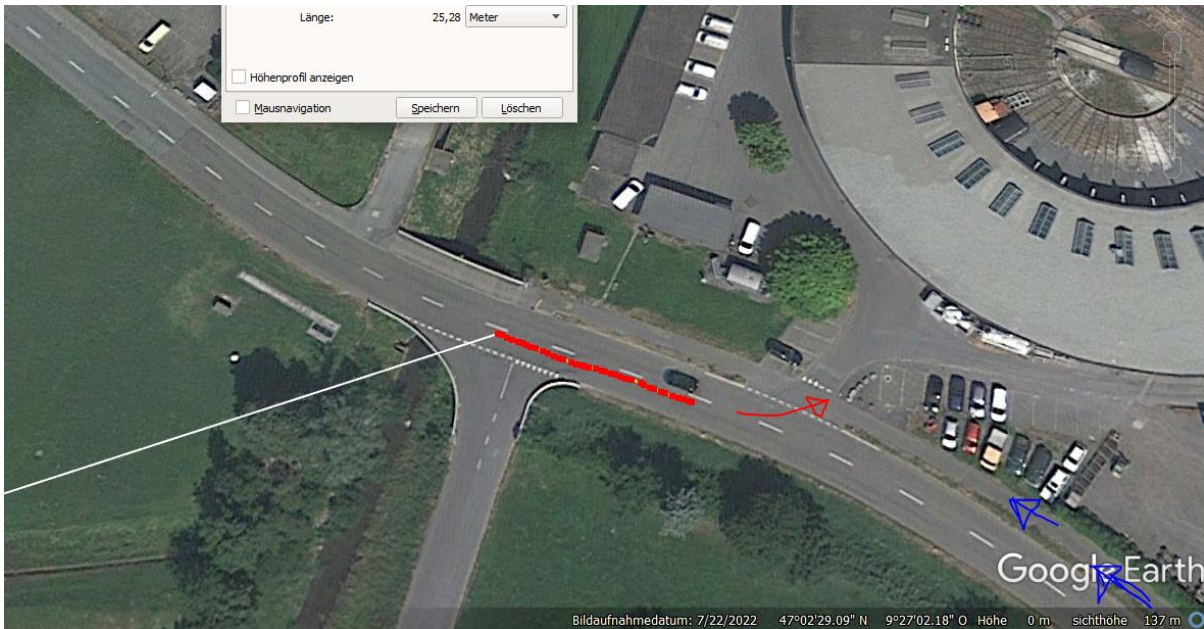 Länge: 25,28 Meter
Höhenprofil anzeigen
Mausnavigation Speichern Löschen
Google Earth
Bildaufnahmedatum: 7/22/2022 47°02'29.09" N 9°27'02.18" O Höhe 0 m sichthöhe 137 m